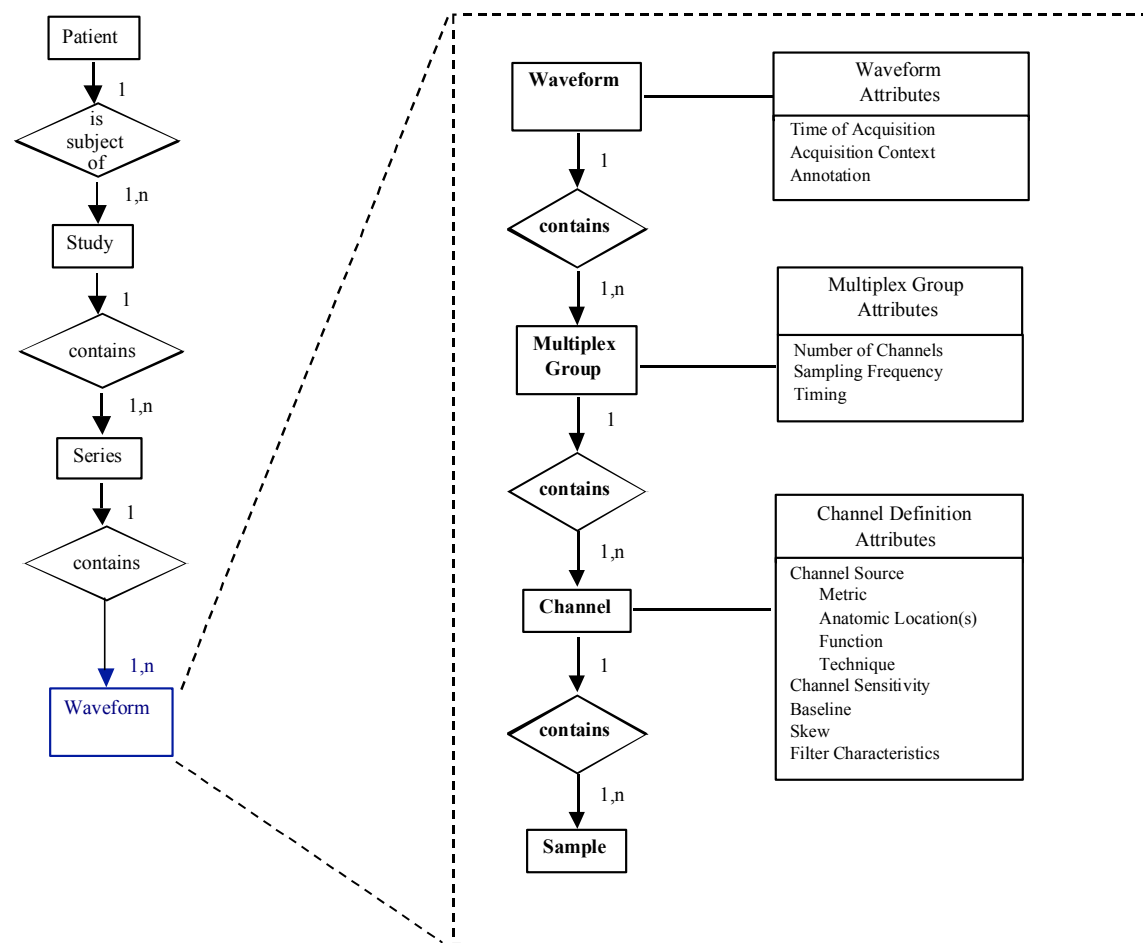 Patient
1
is
subject
of
1,n
Study
1
contains
1,n
Series
1
contains
1,n
Waveform
Waveform
1
contains
1,n
Multiplex
Group
1
contains
1,n
Channel
1
contains
1,n
Sample
Waveform
Attributes
Time of Acquisition
Acquisition Context
Annotation
Multiplex Group
Attributes
Number of Channels
Sampling Frequency
Timing
Channel Definition
Attributes
Channel Source
Metric
Anatomic Location(s)
Function
Technique
Channel Sensitivity
Baseline
Skew
Filter Characteristics